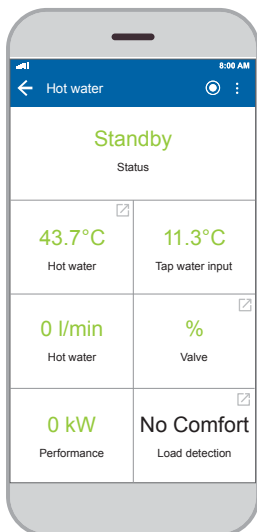 8:00 AM
Hot water
Standby
Status
43.7°C
Hot water
11.3°C
Tap water input
0 l/min
Hot water
%
Valve
0 kW
Performance
No Comfort
Load detection